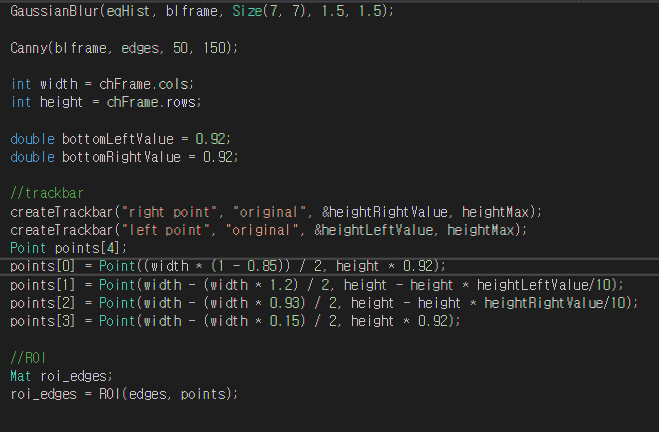 GaussianBlur(eqHist, blframe, Size(7, 7), 1.5, 1.5);
Canny(blframe, edges, 50, 150);
int width = chFrame.cols;
int height = chFrame.rows;
double bottomLeftValue = 0.92;
double bottomRightValue = 0.92;
//trackbar
createTrackbar("right point", "original", &heightRightValue, heightMax);
createTrackbar("left point", "original", &heightLeftValue, heightMax);
Point points[4];
points[0] = Point((width * (1 - 0.85)) / 2, height * 0.92);
points[1] = Point(width - (width * 1.2) / 2, height - height * heightLeftValue/10);
points[2] = Point(width - (width * 0.93) / 2, height - height * heightRightValue/10);
points[3] = Point(width - (width * 0.15) / 2, height * 0.92);
//ROI
Mat roi_edges;
roi_edges = ROI(edges, points);